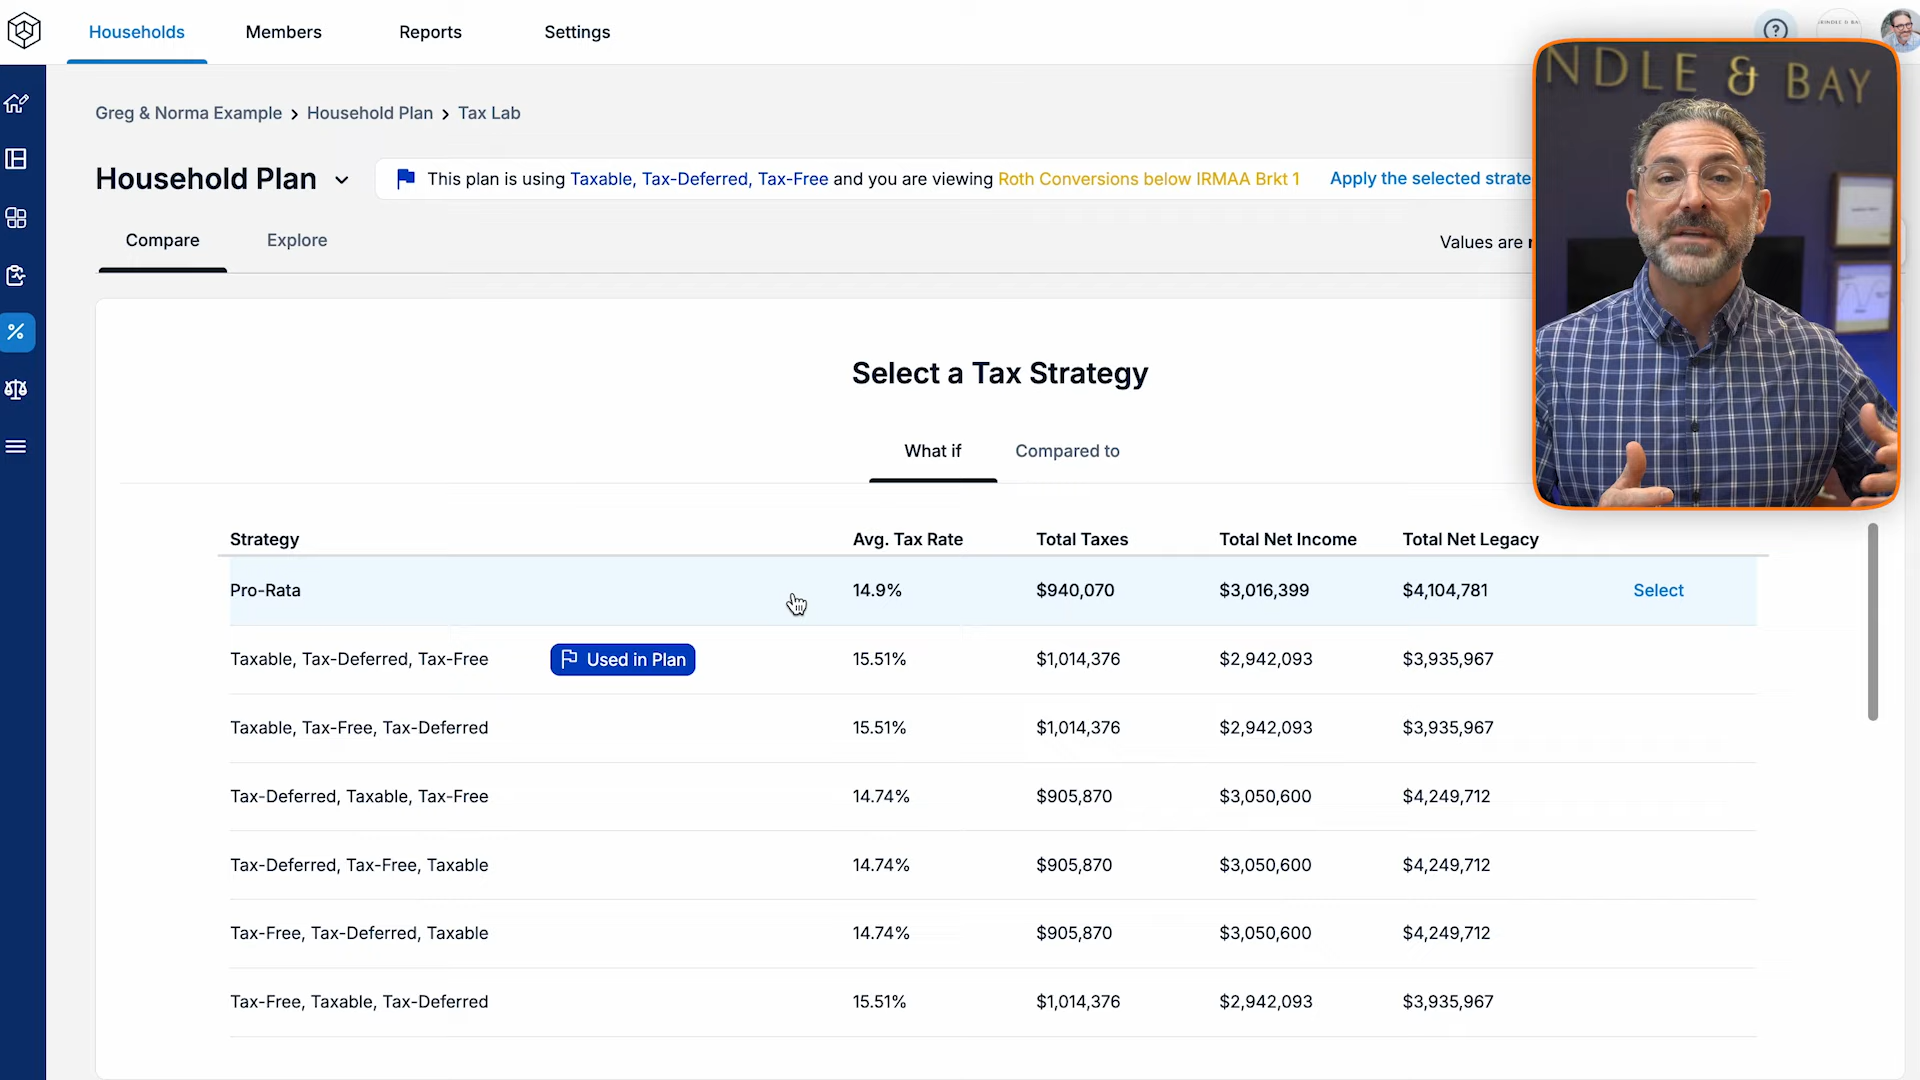 Households
Members
Reports
Settings
?
NDLE & BAY
Greg & Norma Example > Household Plan > Tax Lab
Household Plan
This plan is using Taxable, Tax-Deferred, Tax-Free and you are viewing Roth Conversions below IRMAA Brkt 1
Apply the selected strate
Compare
Explore
Values are
Select a Tax Strategy
What if
Compared to
Strategy Avg. Tax Rate Total Taxes Total Net Income Total Net Legacy
Pro-Rata 14.9% $940,070 $3,016,399 $4,104,781 Select
Taxable, Tax-Deferred, Tax-Free Used in Plan 15.51% $1,014,376 $2,942,093 $3,935,967
Taxable, Tax-Free, Tax-Deferred 15.51% $1,014,376 $2,942,093 $3,935,967
Tax-Deferred, Taxable, Tax-Free 14.74% $905,870 $3,050,600 $4,249,712
Tax-Deferred, Tax-Free, Taxable 14.74% $905,870 $3,050,600 $4,249,712
Tax-Free, Tax-Deferred, Taxable 14.74% $905,870 $3,050,600 $4,249,712
Tax-Free, Taxable, Tax-Deferred 15.51% $1,014,376 $2,942,093 $3,935,967